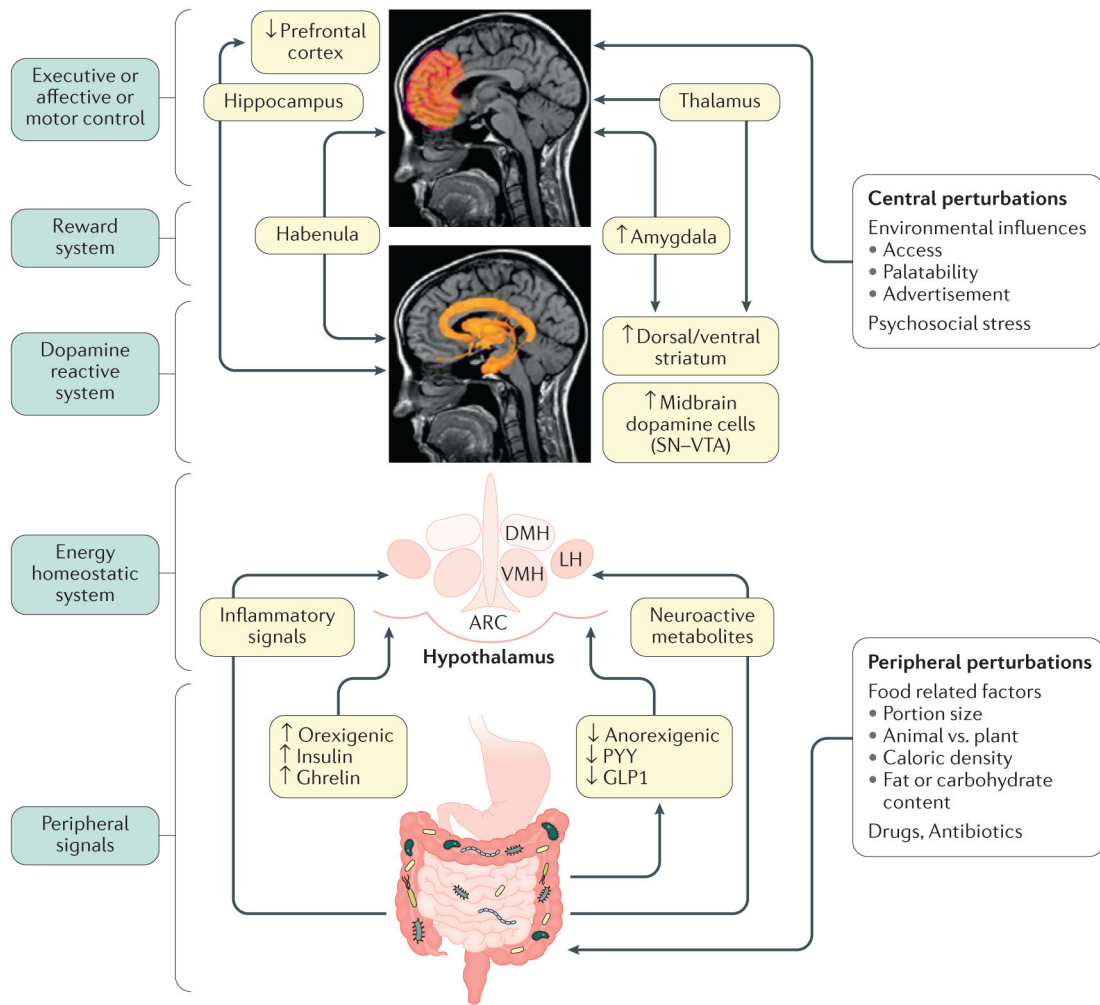 Executive or
affective or
motor control
Reward
system
Dopamine
reactive
system
Energy
homeostatic
system
Peripheral
signals
↓ Prefrontal
cortex
Hippocampus
Habenula
Thalamus
↑ Amygdala
↑ Dorsal/ventral
striatum
↑ Midbrain
dopamine cells
(SN–VTA)
Central perturbations
Environmental influences
• Access
• Palatability
• Advertisement
Psychosocial stress
DMH
LH
VMH
ARC
Hypothalamus
Inflammatory
signals
Neuroactive
metabolites
↑ Orexigenic
↑ Insulin
↑ Ghrelin
↓ Anorexigenic
↓ PYY
↓ GLP1
Peripheral perturbations
Food related factors
• Portion size
• Animal vs. plant
• Caloric density
• Fat or carbohydrate
content
Drugs, Antibiotics